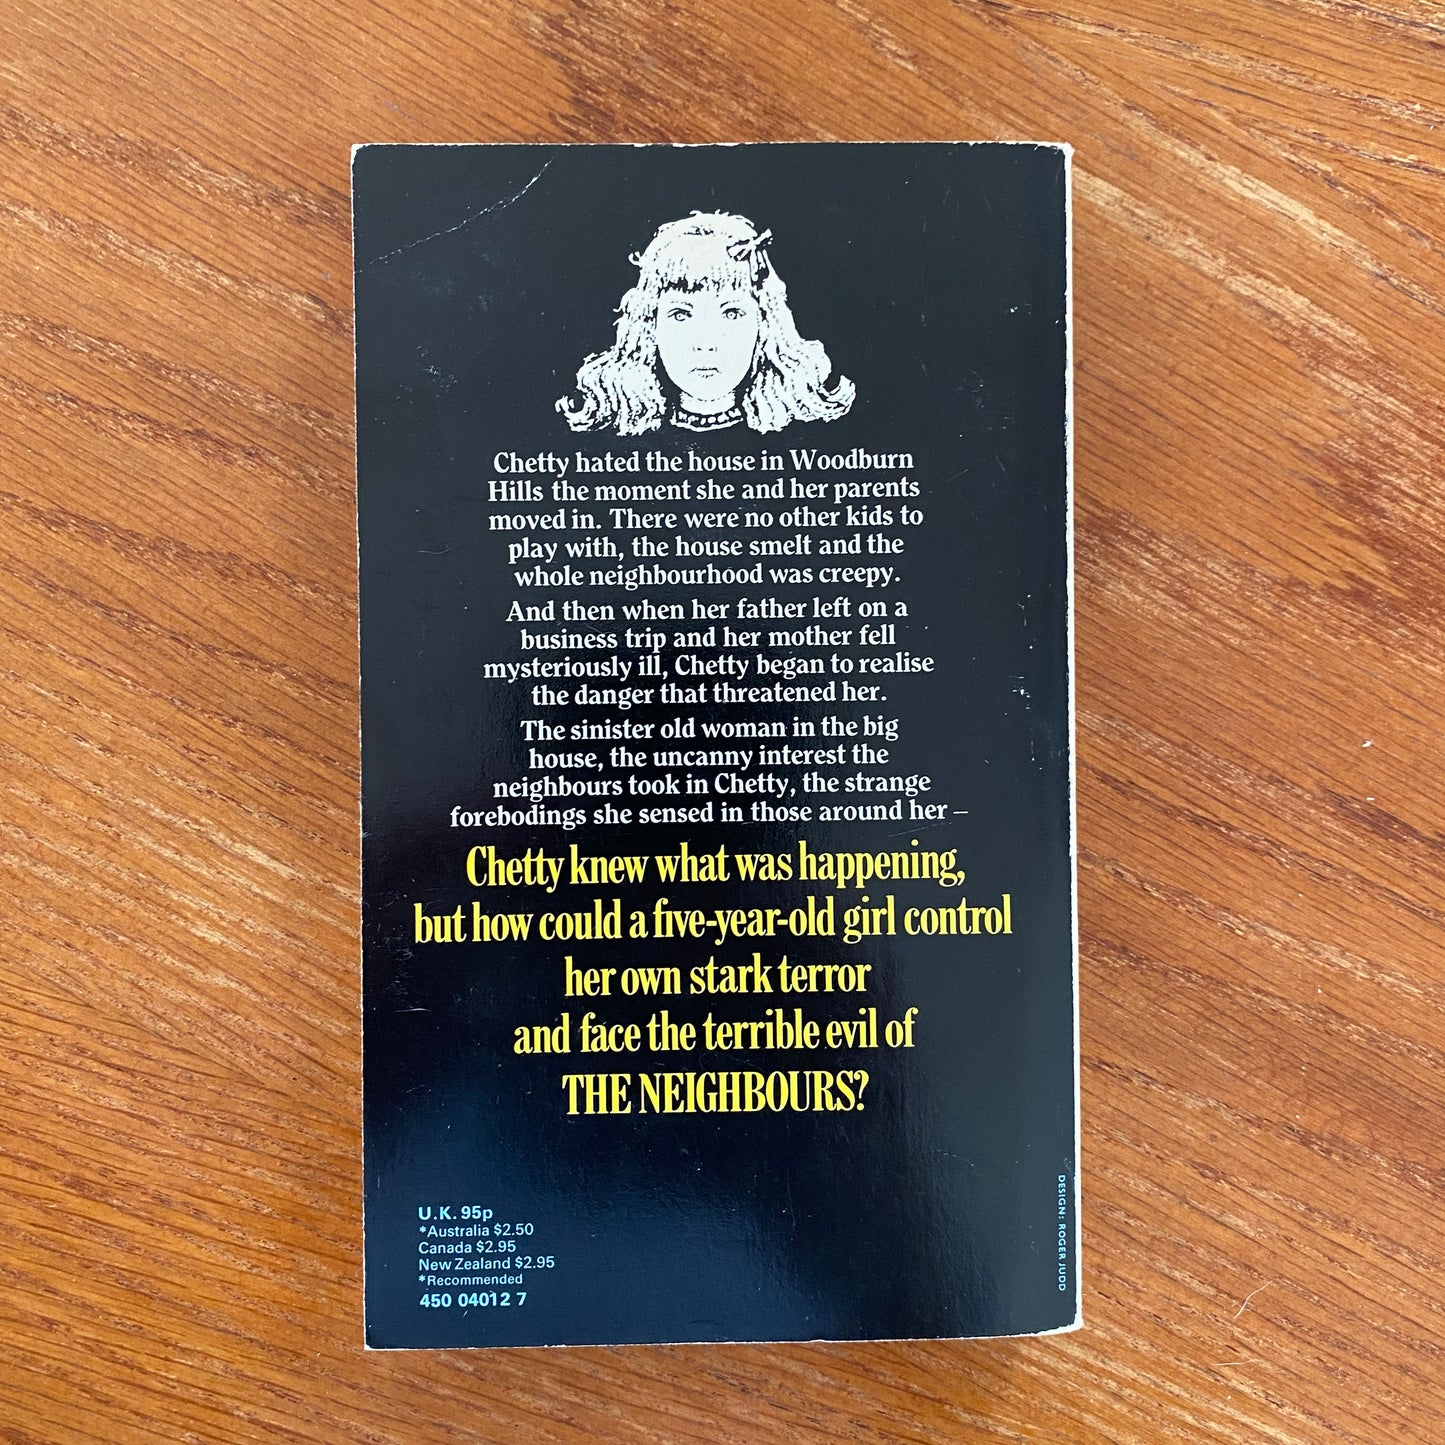 Chetty hated the house in Woodburn
Hills the moment she and her parents
moved in. There were no other kids to
play with, the house smelt and the
whole neighbourhood was creepy.
And then when her father left on a
business trip and her mother fell
mysteriously ill, Chetty began to realise
the danger that threatened her.
The sinister old woman in the big
house, the uncanny interest the
neighbours took in Chetty, the strange
forebodings she sensed in those around her –
Chetty knew what was happening,
but how could a five-year-old girl control
her own stark terror
and face the terrible evil of
THE NEIGHBOURS?
U.K. 95p
*Australia $2.50
Canada $2.95
New Zealand $2.95
*Recommended
450 04012 7
DESIGN: ROGER JUDD